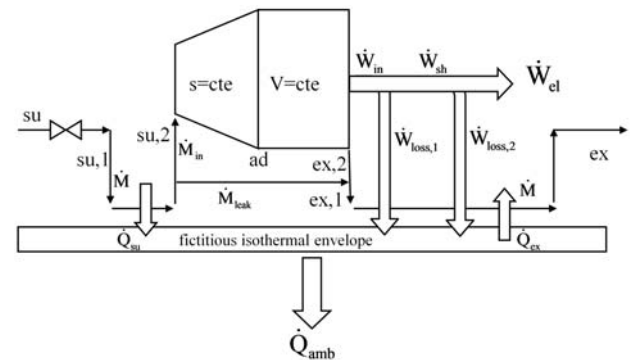 s=cte
V=cte
Ẇin
Ẇsh
Ẇel
su
su,1
su,2
Ṁin
ad
ex,2
Ẇloss,1
Ẇloss,2
ex
Ṁ
Ṁleak
ex,1
Ṁ
Q̇su
fictitious isothermal envelope
Q̇ex
Q̇amb